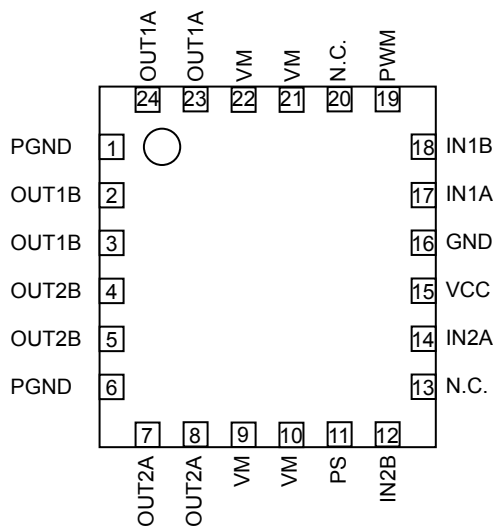 OUT1A
OUT1A
VM
VM
N.C.
PWM
24 23 22 21 20 19
PGND 1 18 IN1B
OUT1B 2 17 IN1A
OUT1B 3 16 GND
OUT2B 4 15 VCC
OUT2B 5 14 IN2A
PGND 6 13 N.C.
7 8 9 10 11 12
OUT2A
OUT2A
VM
VM
PS
IN2B